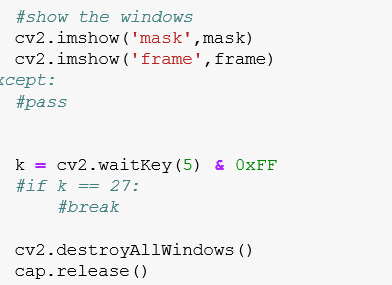 #show the windows
cv2.imshow('mask',mask)
cv2.imshow('frame',frame)
xcept:
#pass
k = cv2.waitKey(5) & 0xFF
#if k == 27:
#break
cv2.destroyAllWindows()
cap.release()